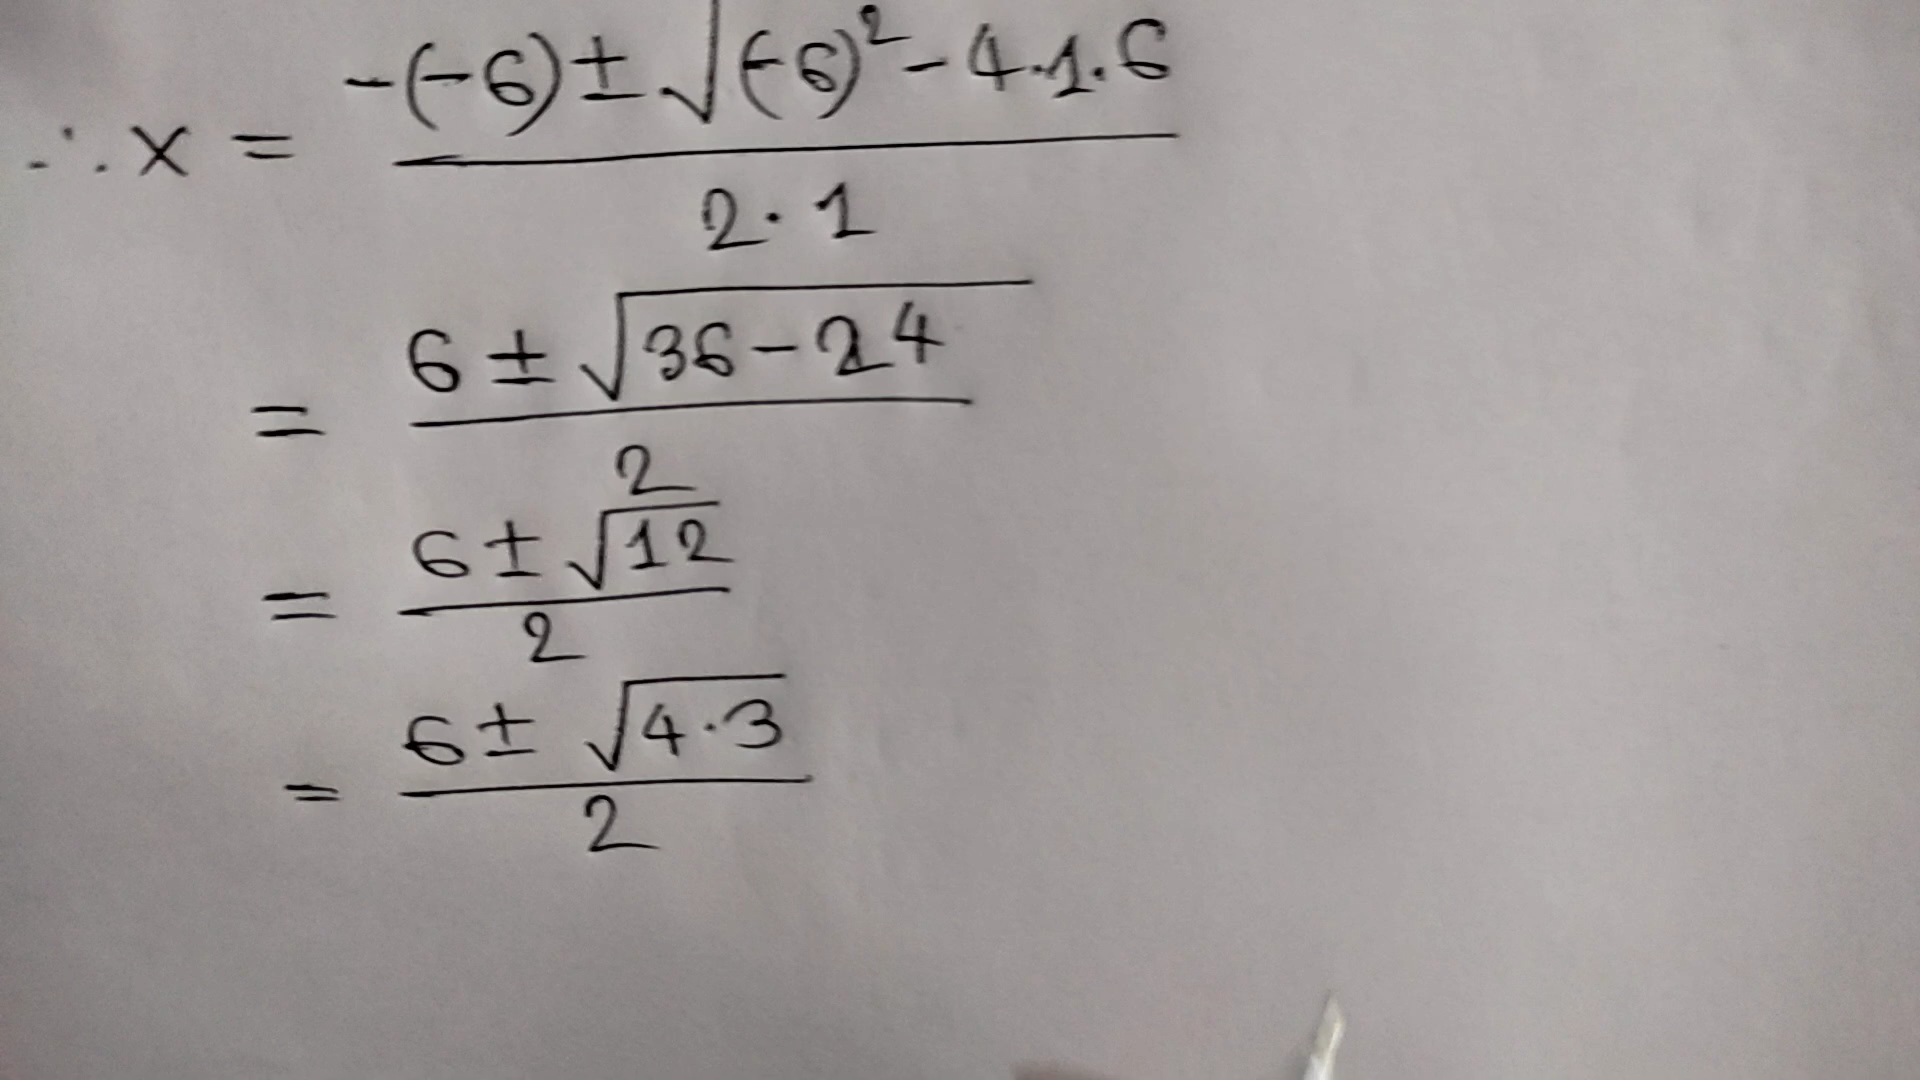 ∴ x = (-(-6) ± √((-6)² - 4.1.6)) / (2·1)
= (6 ± √(36 - 24)) / 2
= (6 ± √12) / 2
= (6 ± √(4·3)) / 2